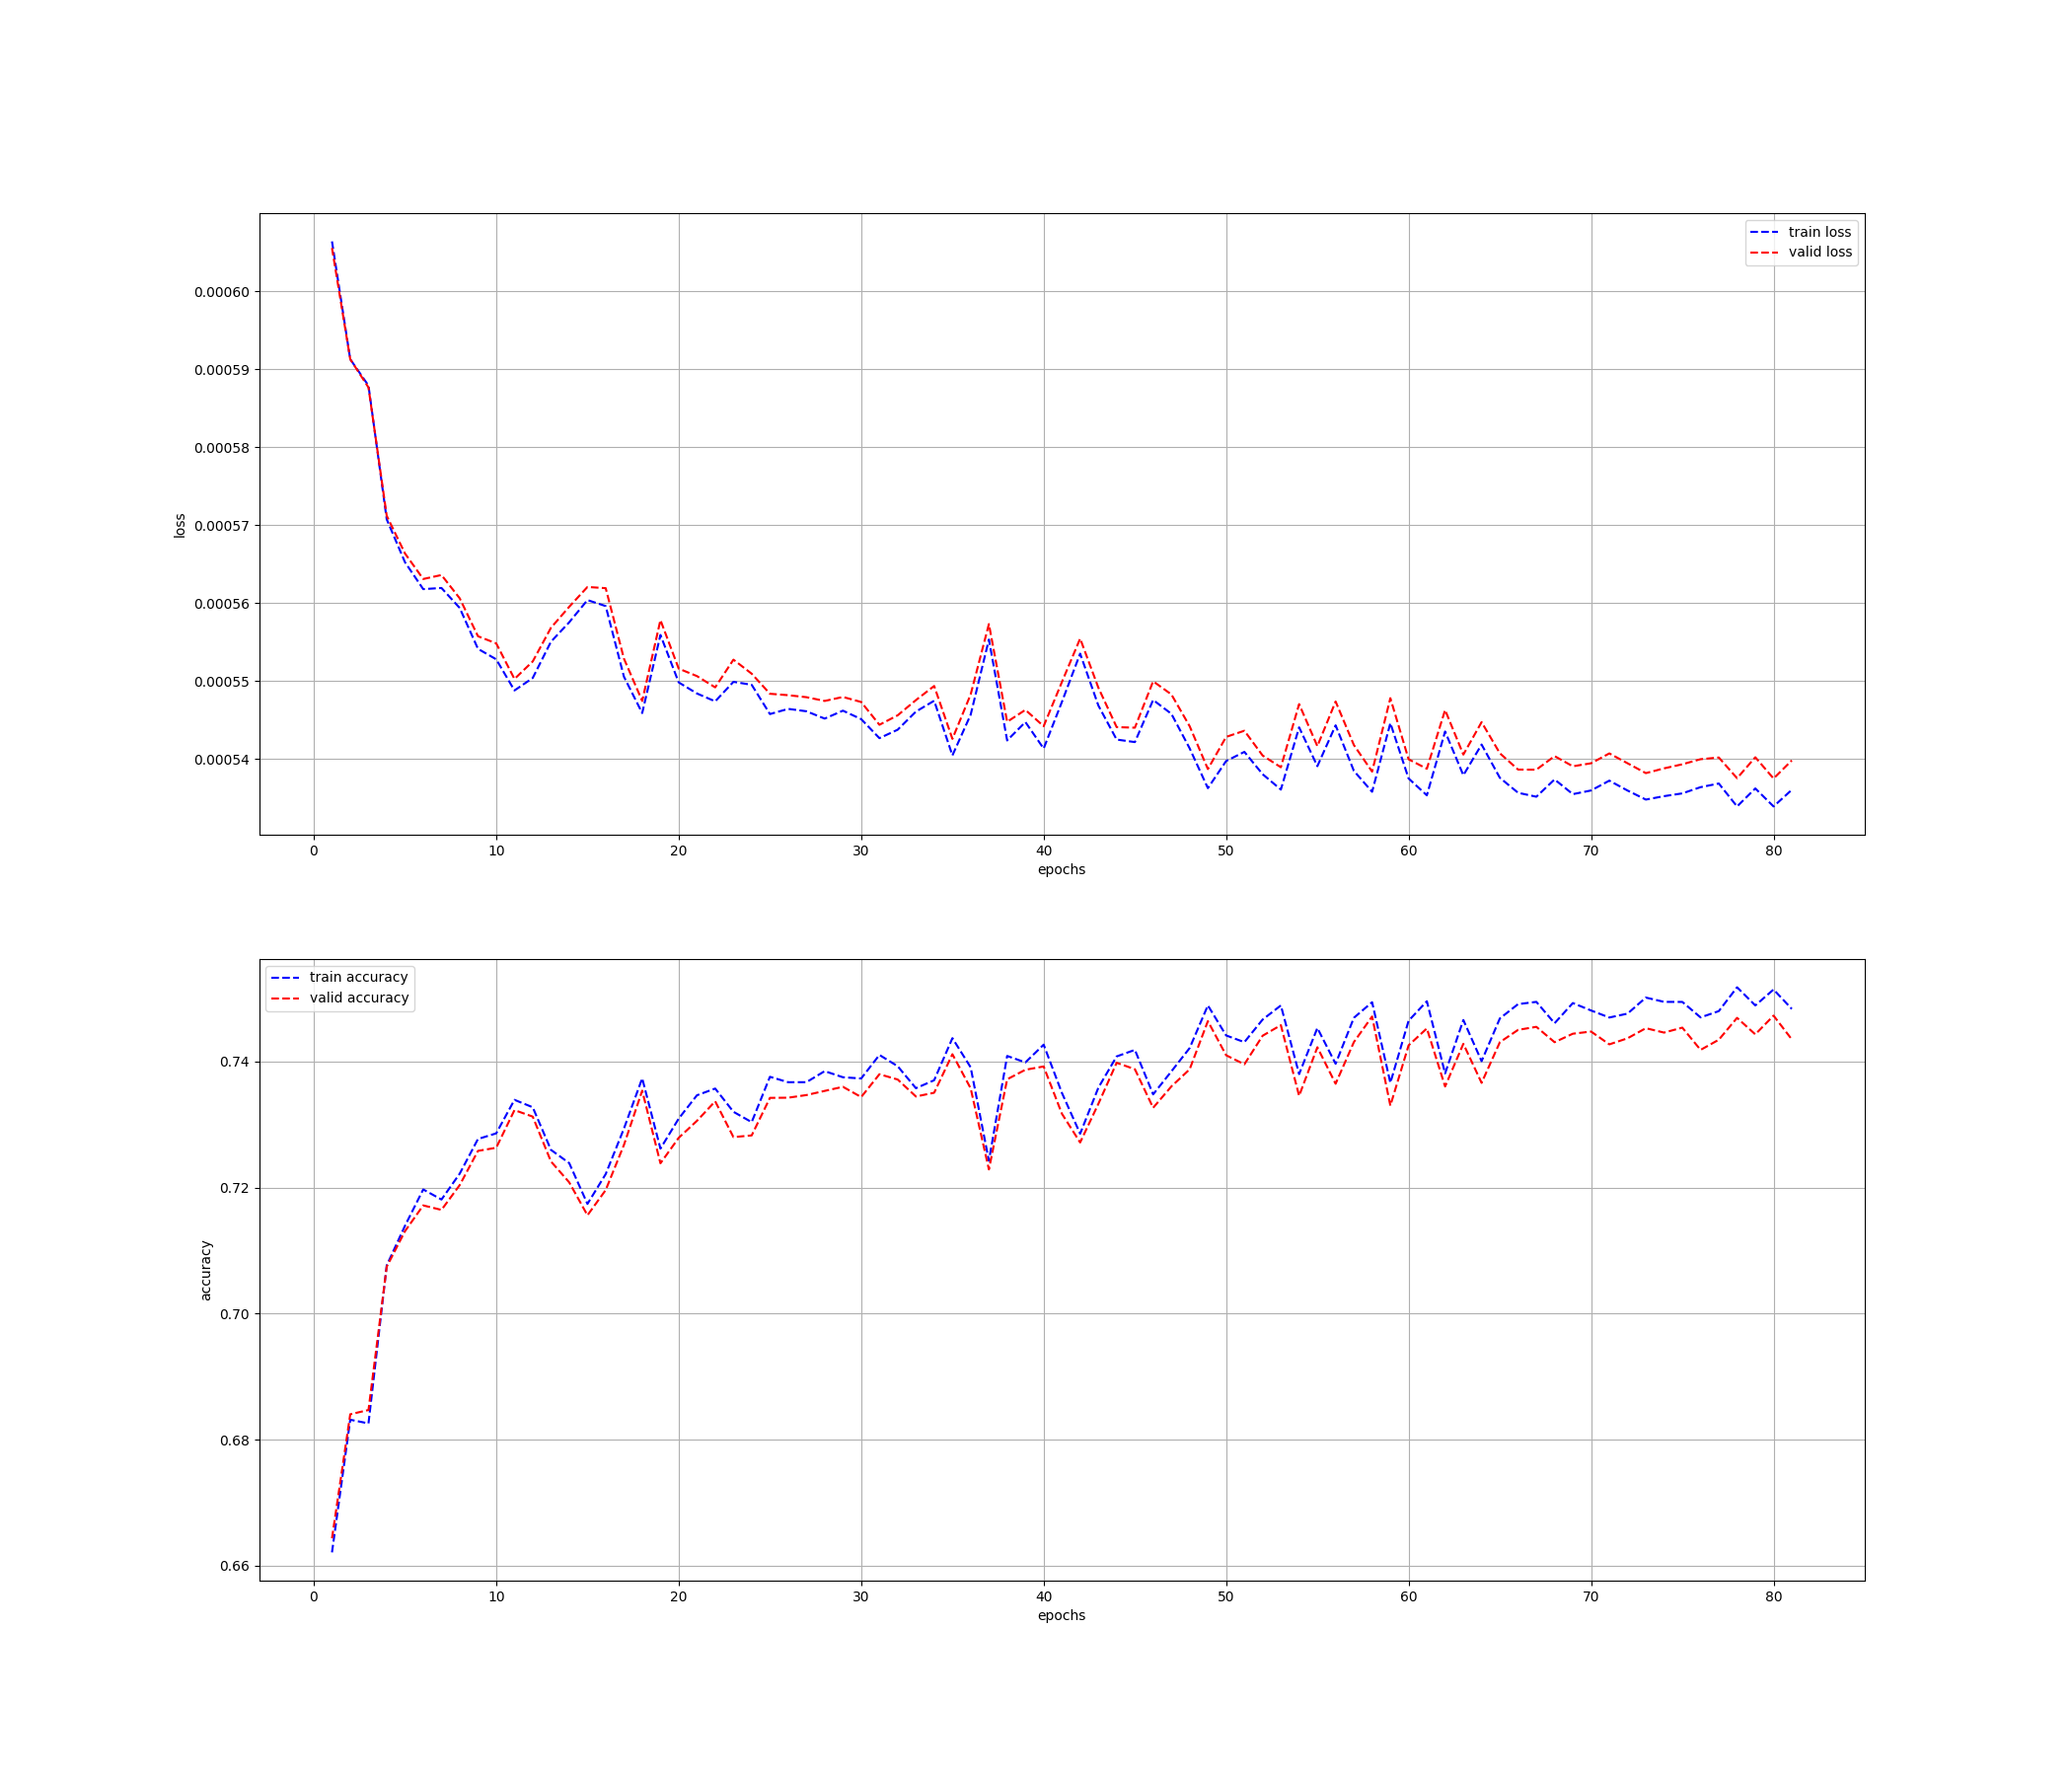 train loss
valid loss
0.00060
0.00059
0.00058
0.00057
0.00056
0.00055
0.00054
loss
0 10 20 30 40 50 60 70 80
epochs
train accuracy
valid accuracy
0.74
0.72
0.70
0.68
0.66
accuracy
0 10 20 30 40 50 60 70 80
epochs